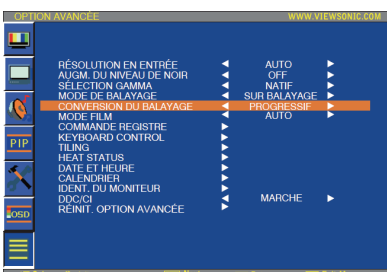 OPTION AVANCÉE WWW.VIEWSONIC.COM
RÉSOLUTION EN ENTRÉE AUTO
AUGM. DU NIVEAU DE NOIR OFF
SÉLECTION GAMMA NATIF
MODE DE BALAYAGE SUR BALAYAGE
CONVERSION DU BALAYAGE PROGRESSIF
MODE FILM AUTO
COMMANDE REGISTRE
KEYBOARD CONTROL
TILING
HEAT STATUS
DATE ET HEURE
CALENDRIER
IDENT. DU MONITEUR
DDC/CI MARCHE
RÉINIT. OPTION AVANCÉE
PIP
OSD